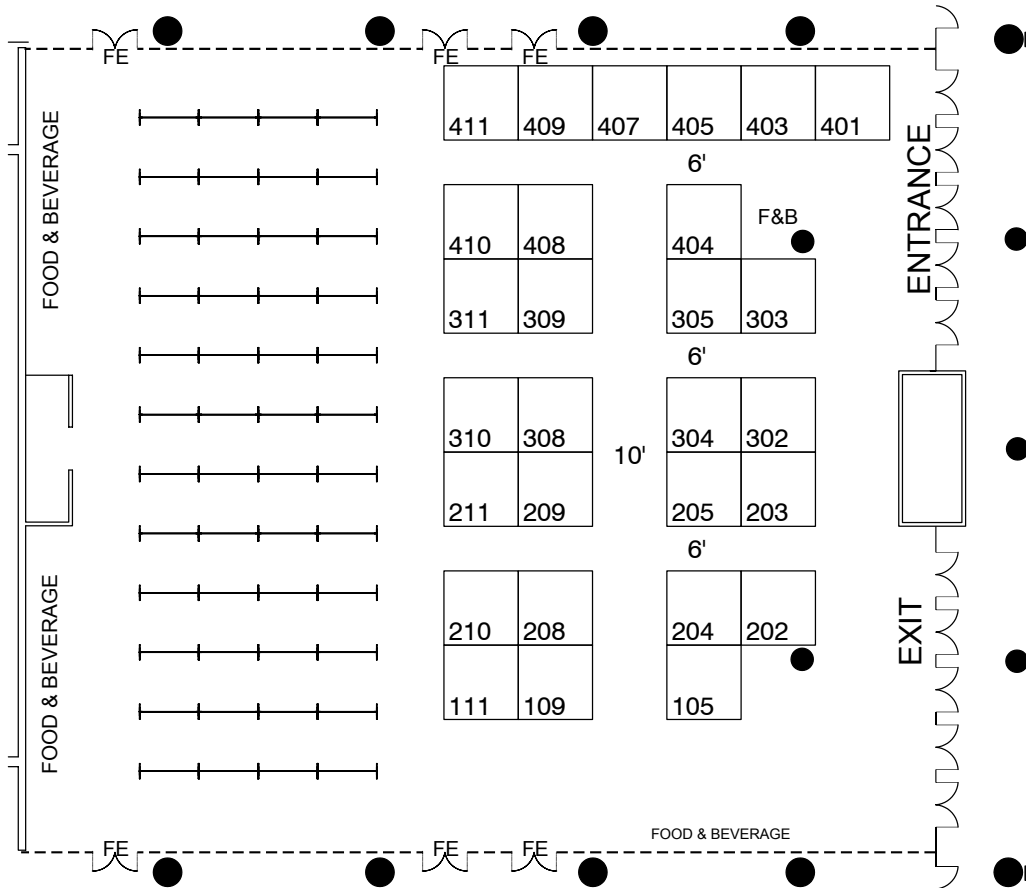 FE FE FE
411 409 407 405 403 401
6'
FOOD & BEVERAGE
ENTRANCE
F&B
410 408 404
311 309 305 303
6'
310 308 304 302
10'
211 209 205 203
6'
FOOD & BEVERAGE
EXIT
210 208 204 202
111 109 105
FOOD & BEVERAGE
FE FE FE